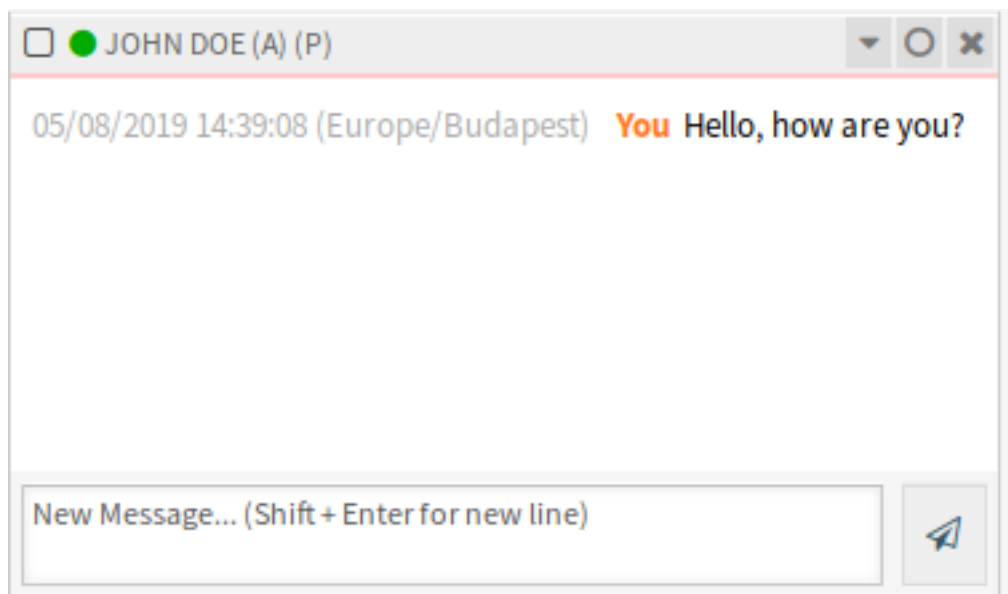 JOHN DOE (A) (P)
05/08/2019 14:39:08 (Europe/Budapest) You Hello, how are you?
New Message... (Shift + Enter for new line)